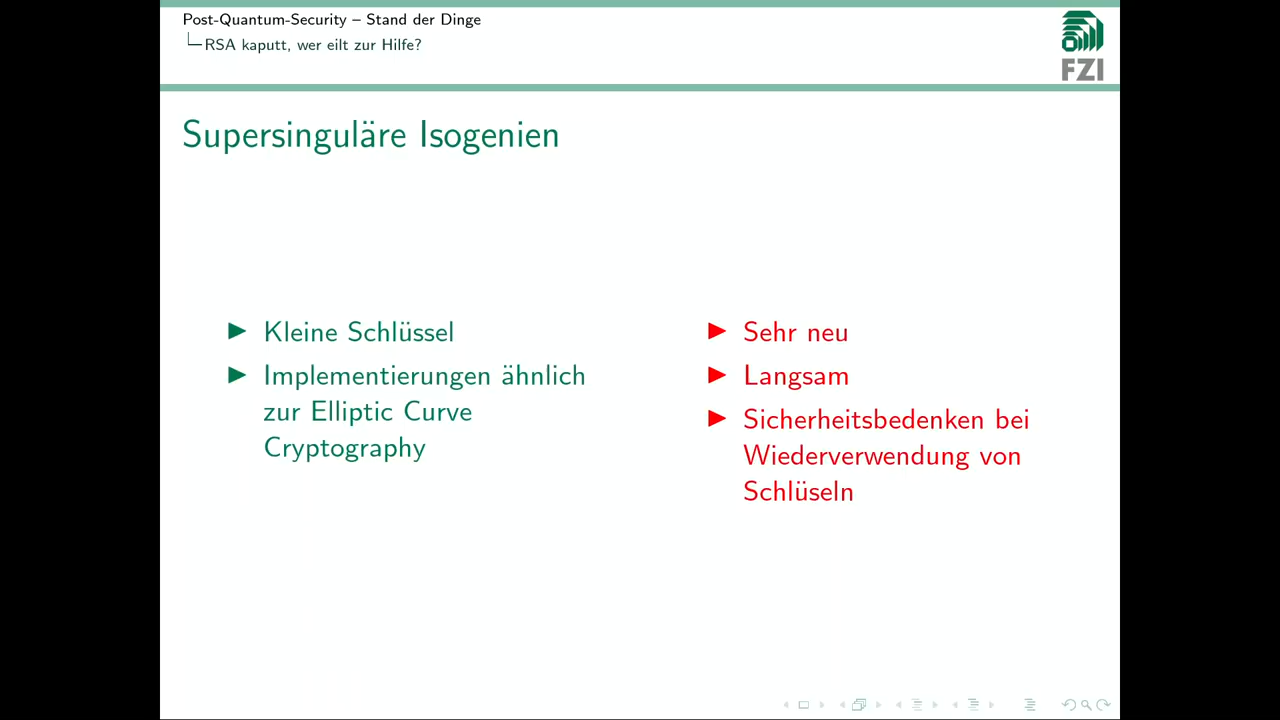 Post-Quantum-Security – Stand der Dinge
RSA kaputt, wer eilt zur Hilfe?
FZI
Supersinguläre Isogenien
Kleine Schlüssel
Implementierungen ähnlich
zur Elliptic Curve
Cryptography
Sehr neu
Langsam
Sicherheitsbedenken bei
Wiederverwendung von
Schlüseln